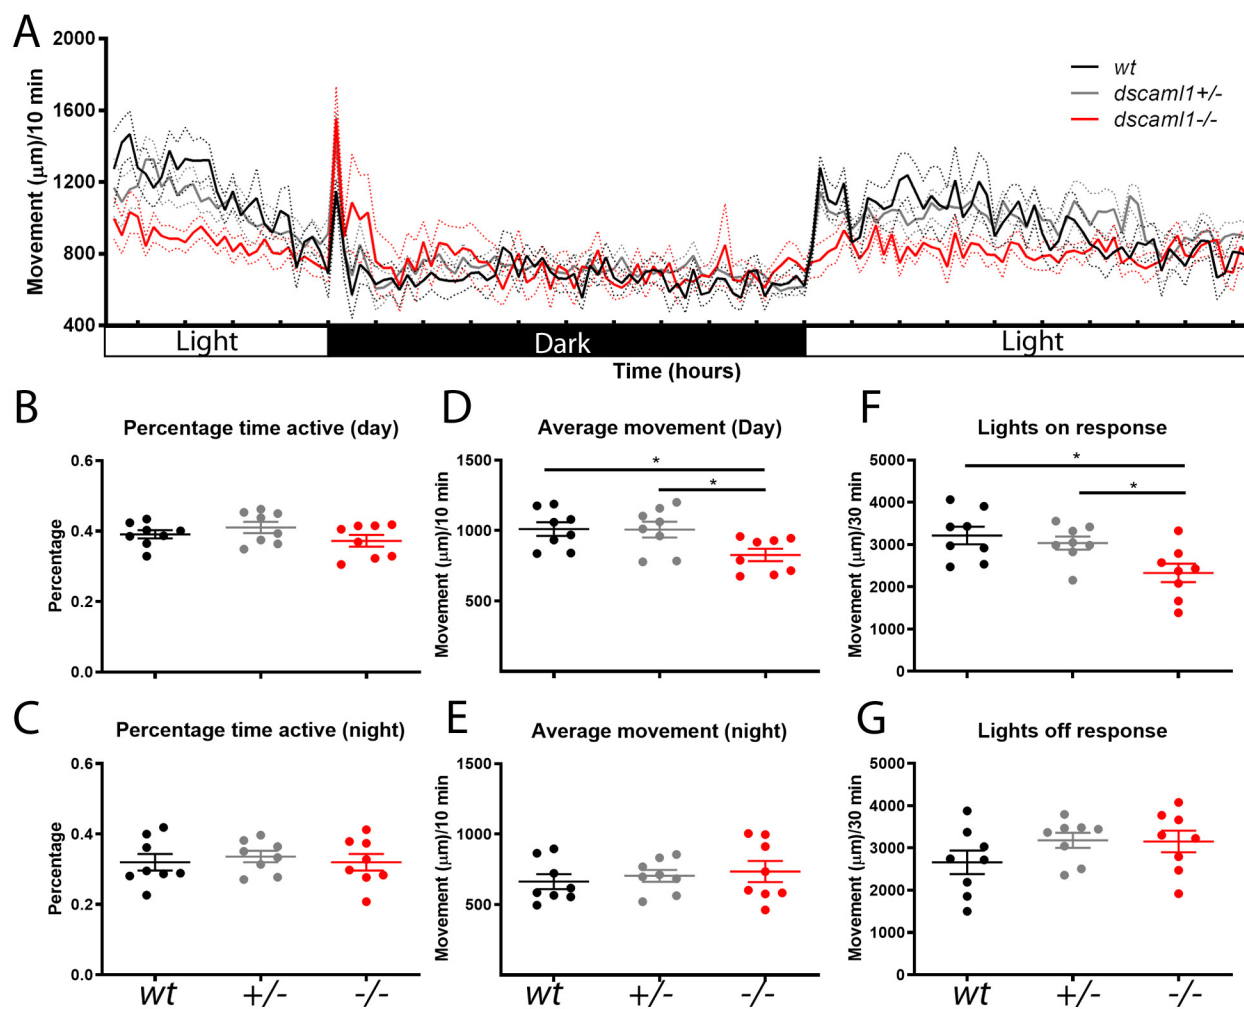 A
2000
1600
1200
800
400
Movement (μm)/10 min
wt
dscaml1+/-
dscaml1-/-
Light
Dark
Light
Time (hours)
B
Percentage time active (day)
0.6
0.4
0.2
0.0
Percentage
D
Average movement (Day)
1500
1000
500
Movement (μm)/10 min
*
*
F
Lights on response
5000
4000
3000
2000
1000
0
Movement (μm)/30 min
*
*
C
Percentage time active (night)
0.6
0.4
0.2
0.0
Percentage
wt
+/-
-/-
E
Average movement (night)
1500
1000
500
Movement (μm)/10 min
wt
+/-
-/-
G
Lights off response
5000
4000
3000
2000
1000
0
Movement (μm)/30 min
wt
+/-
-/-